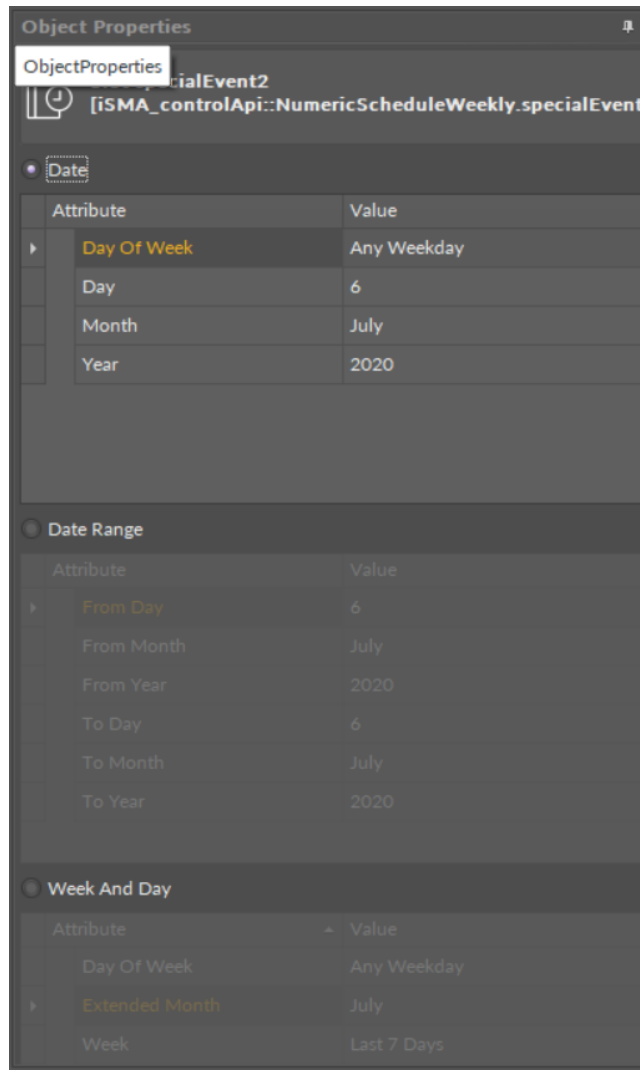 Object Properties
ObjectProperties
specialEvent2
[iSMA_controlApi::NumericScheduleWeekly.specialEvent
Date
Attribute Value
Day Of Week Any Weekday
Day 6
Month July
Year 2020
Date Range
Attribute Value
From Day 6
From Month July
From Year 2020
To Day 6
To Month July
To Year 2020
Week And Day
Attribute Value
Day Of Week Any Weekday
Extended Month July
Week Last 7 Days